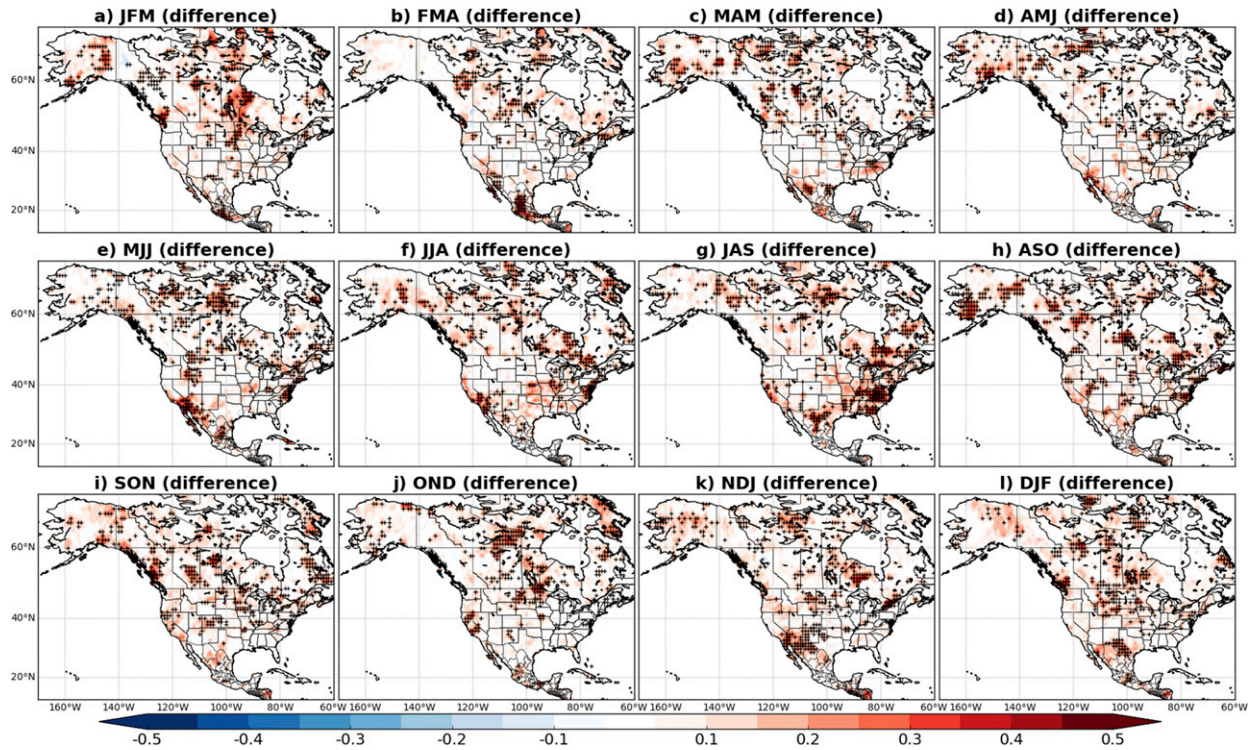 a) JFM (difference) b) FMA (difference) c) MAM (difference) d) AMJ (difference)
60°N
40°N
20°N
e) MJJ (difference) f) JJA (difference) g) JAS (difference) h) ASO (difference)
60°N
40°N
20°N
i) SON (difference) j) OND (difference) k) NDJ (difference) l) DJF (difference)
60°N
40°N
20°N
160°W 140°W 120°W 100°W 80°W 60°W 160°W 140°W 120°W 100°W 80°W 60°W 160°W 140°W 120°W 100°W 80°W 60°W 160°W 140°W 120°W 100°W 80°W 60°W
-0.5 -0.4 -0.3 -0.2 -0.1 0.1 0.2 0.3 0.4 0.5